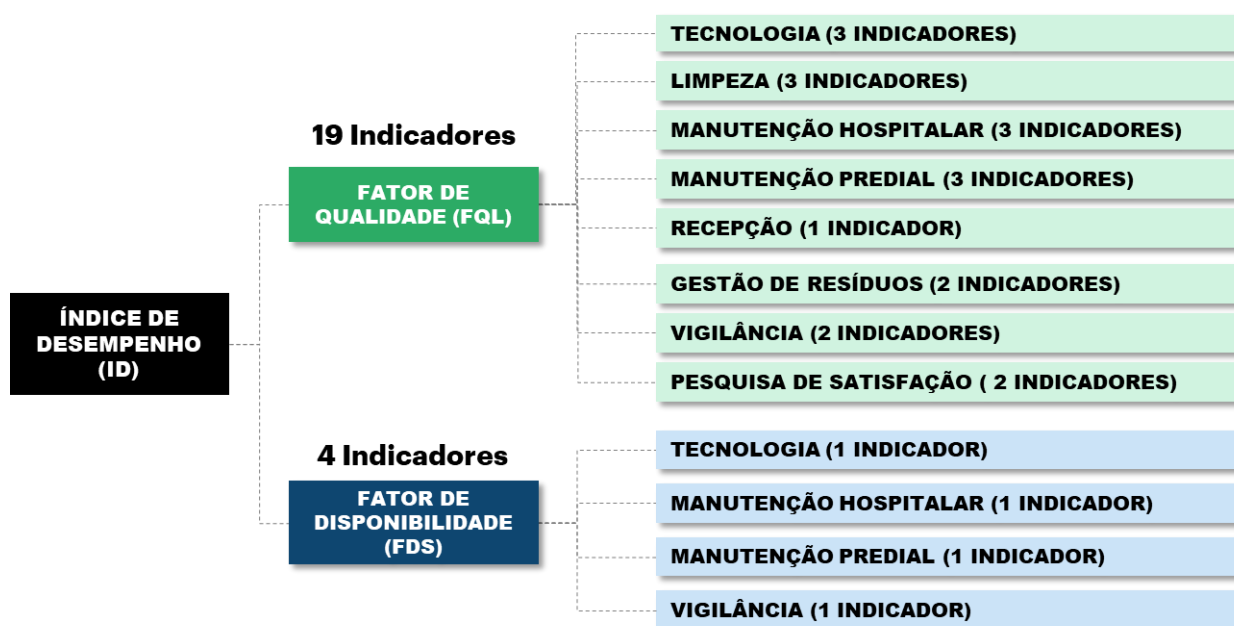 ÍNDICE DE
DESEMPENHO
(ID)
19 Indicadores
FATOR DE
QUALIDADE (FQL)
TECNOLOGIA (3 INDICADORES)
LIMPEZA (3 INDICADORES)
MANUTENÇÃO HOSPITALAR (3 INDICADORES)
MANUTENÇÃO PREDIAL (3 INDICADORES)
RECEPÇÃO (1 INDICADOR)
GESTÃO DE RESÍDUOS (2 INDICADORES)
VIGILÂNCIA (2 INDICADORES)
PESQUISA DE SATISFAÇÃO ( 2 INDICADORES)
4 Indicadores
FATOR DE
DISPONIBILIDADE
(FDS)
TECNOLOGIA (1 INDICADOR)
MANUTENÇÃO HOSPITALAR (1 INDICADOR)
MANUTENÇÃO PREDIAL (1 INDICADOR)
VIGILÂNCIA (1 INDICADOR)